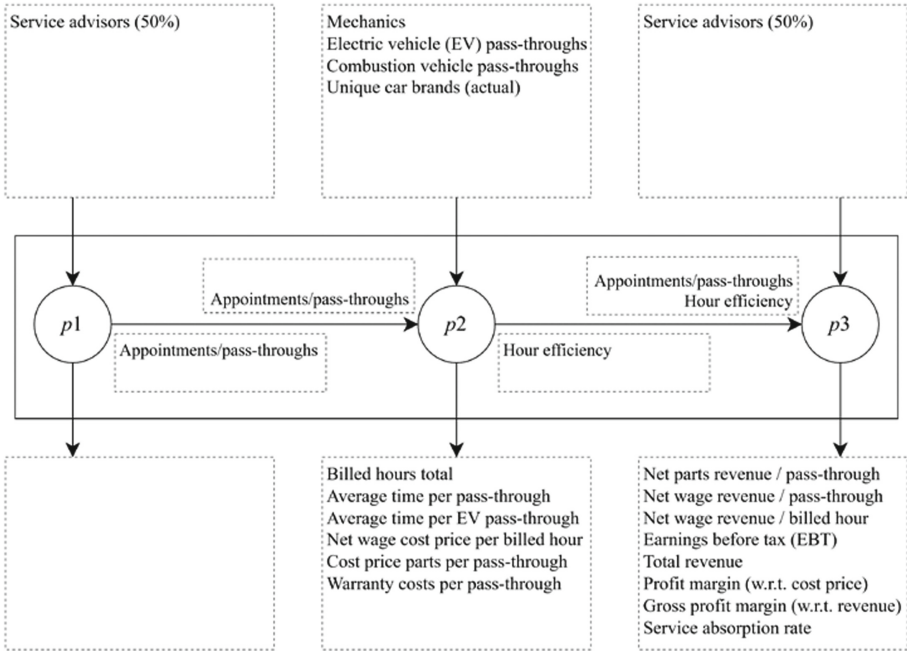 Service advisors (50%)
Mechanics
Electric vehicle (EV) pass-throughs
Combustion vehicle pass-throughs
Unique car brands (actual)
Service advisors (50%)
Appointments/pass-throughs
Appointments/pass-throughs
Hour efficiency
p1
p2
p3
Appointments/pass-throughs
Hour efficiency
Billed hours total
Average time per pass-through
Average time per EV pass-through
Net wage cost price per billed hour
Cost price parts per pass-through
Warranty costs per pass-through
Net parts revenue / pass-through
Net wage revenue / pass-through
Net wage revenue / billed hour
Earnings before tax (EBT)
Total revenue
Profit margin (w.r.t. cost price)
Gross profit margin (w.r.t. revenue)
Service absorption rate